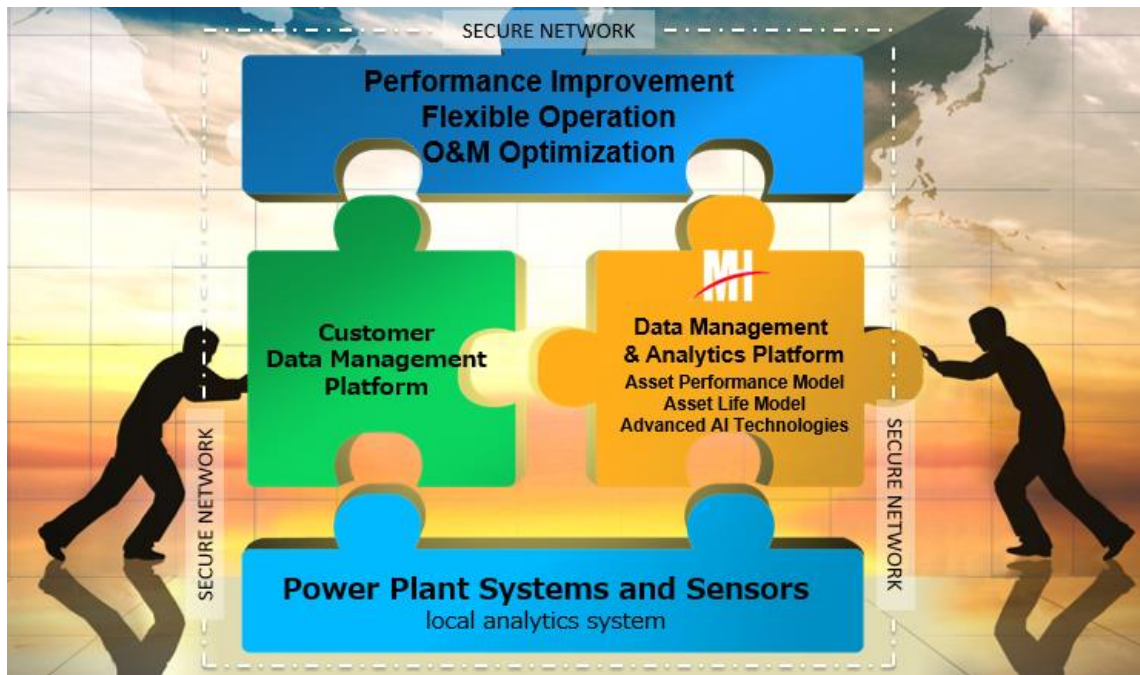 SECURE NETWORK
Performance Improvement
Flexible Operation
O&M Optimization
Customer
Data Management
Platform
MI
Data Management
& Analytics Platform
Asset Performance Model
Asset Life Model
Advanced AI Technologies
SECURE NETWORK
SECURE NETWORK
Power Plant Systems and Sensors
local analytics system